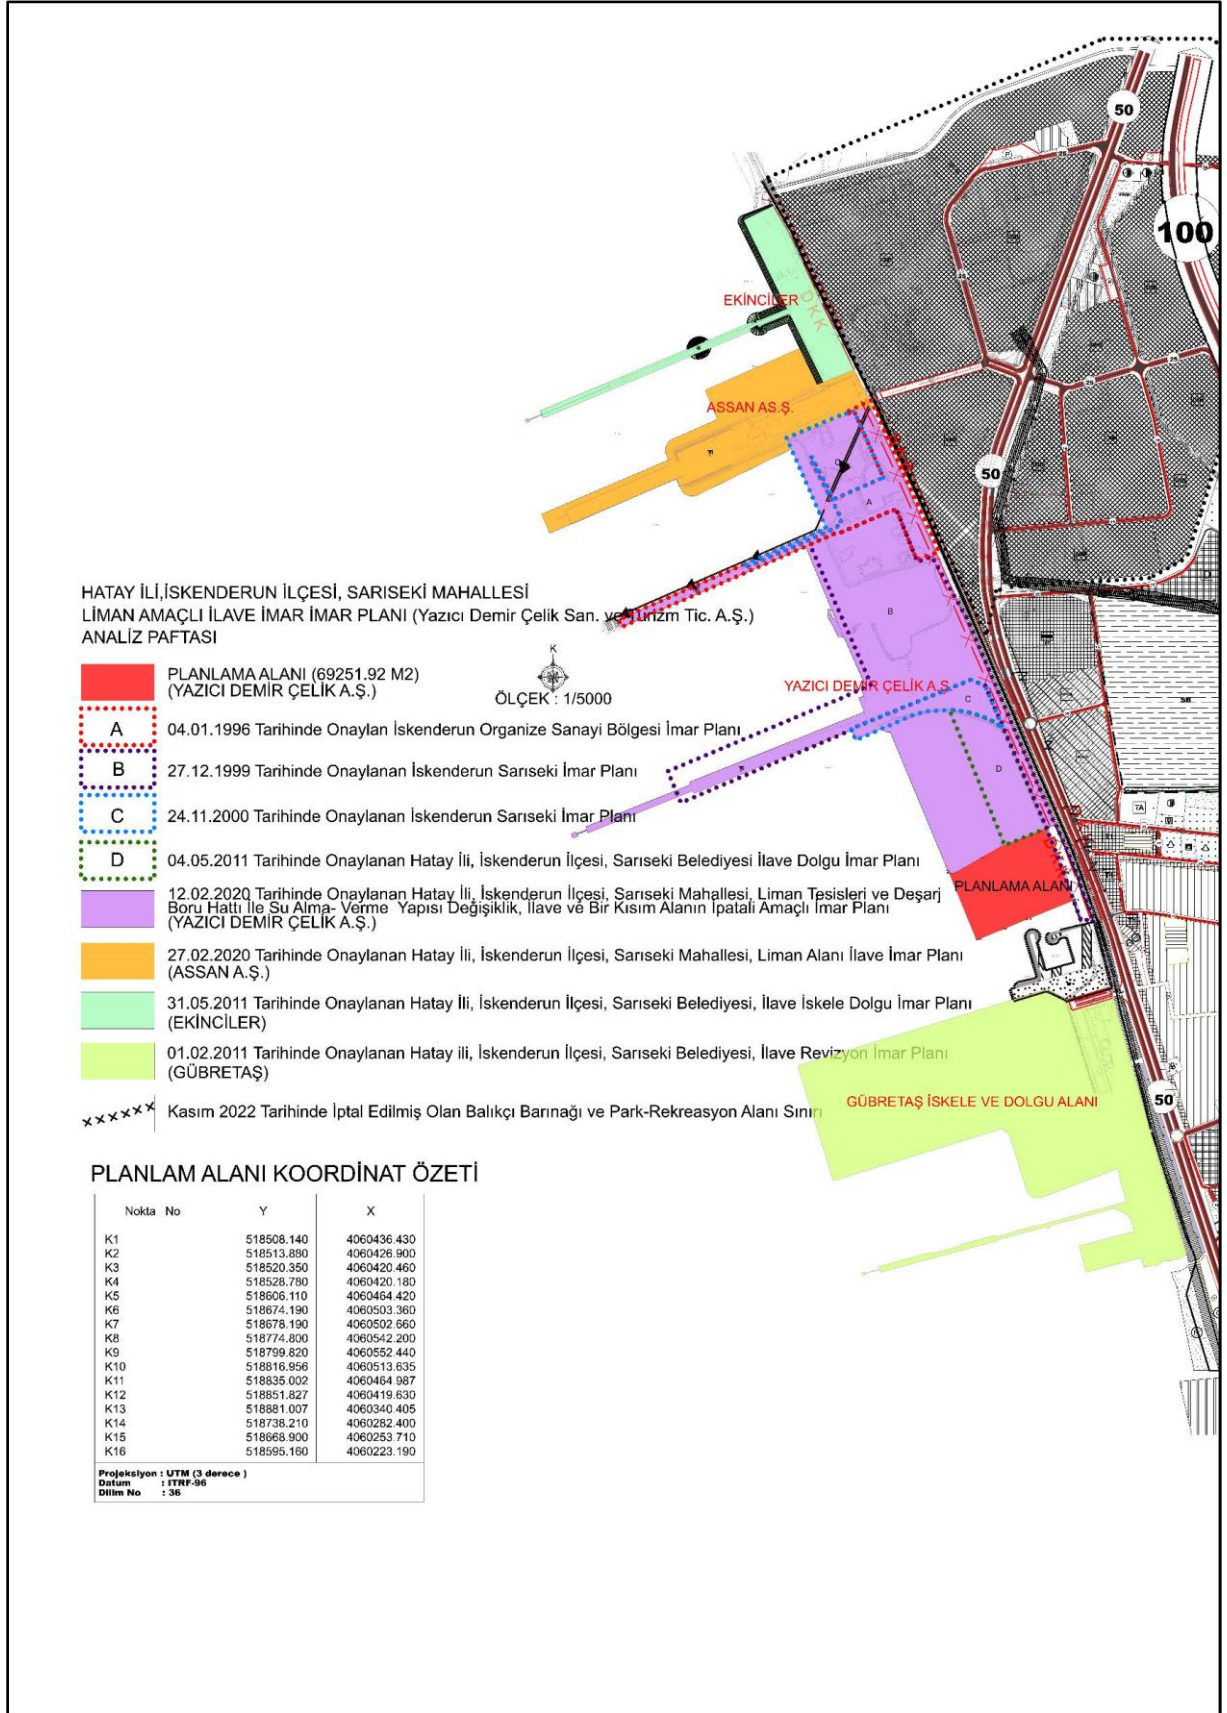 50
100
EKİNCİLER
DKK
ASSAN AŞ.Ş.
50
A
B
HATAY İLİ,İSKENDERUN İLÇESİ, SARISEKİ MAHALLESİ
LİMAN AMAÇLI İLAVE İMAR İMAR PLANI (Yazıcı Demir Çelik San. ve Turizm Tic. A.Ş.)
ANALİZ PAFTASI
K
ÖLÇEK : 1/5000
YAZICI DEMİR ÇELİK A.Ş.
C
D
TA
PLANLAMA ALANI
PLANLAMA ALANI (69251.92 M2)
(YAZICI DEMİR ÇELİK A.Ş.)
A 04.01.1996 Tarihinde Onaylan İskenderun Organize Sanayi Bölgesi İmar Planı
B 27.12.1999 Tarihinde Onaylanan İskenderun Sarıseki İmar Planı
C 24.11.2000 Tarihinde Onaylanan İskenderun Sarıseki İmar Planı
D 04.05.2011 Tarihinde Onaylanan Hatay İli, İskenderun İlçesi, Sarıseki Belediyesi İlave Dolgu İmar Planı
12.02.2020 Tarihinde Onaylanan Hatay İli, İskenderun İlçesi, Sarıseki Mahallesi, Liman Tesisleri ve Deşarj
Boru Hattı İle Su Alma- Verme Yapısı Değişiklik, İlave ve Bir Kısım Alanın İpatali Amaçlı İmar Planı
(YAZICI DEMİR ÇELİK A.Ş.)
27.02.2020 Tarihinde Onaylanan Hatay İli, İskenderun İlçesi, Sarıseki Mahallesi, Liman Alanı İlave İmar Planı
(ASSAN A.Ş.)
31.05.2011 Tarihinde Onaylanan Hatay İli, İskenderun İlçesi, Sarıseki Belediyesi, İlave İskele Dolgu İmar Planı
(EKİNCİLER)
01.02.2011 Tarihinde Onaylanan Hatay ili, İskenderun İlçesi, Sarıseki Belediyesi, İlave Revizyon İmar Planı
(GÜBRETAŞ)
Kasım 2022 Tarihinde İptal Edilmiş Olan Balıkçı Barınağı ve Park-Rekreasyon Alanı Sınırı
GÜBRETAŞ İSKELE VE DOLGU ALANI
50
PLANLAM ALANI KOORDİNAT ÖZETİ
Nokta No Y X
K1 518508.140 4060436.430
K2 518513.880 4060426.900
K3 518520.350 4060420.460
K4 518528.780 4060420.180
K5 518606.110 4060464.420
K6 518674.190 4060503.360
K7 518678.190 4060502.660
K8 518774.800 4060542.200
K9 518799.820 4060552.440
K10 518816.956 4060513.635
K11 518835.002 4060464.987
K12 518851.827 4060419.630
K13 518881.007 4060340.405
K14 518738.210 4060282.400
K15 518668.900 4060253.710
K16 518595.160 4060223.190
Projeksiyon : UTM (3 derece )
Datum : ITRF-96
Dilim No : 36